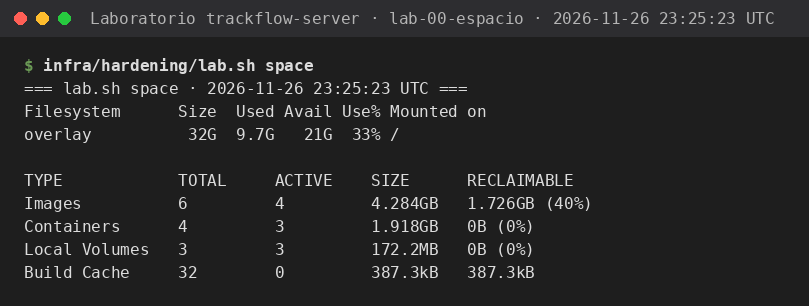 Laboratorio trackflow-server · lab-00-espacio · 2026-11-26 23:25:23 UTC
$ infra/hardening/lab.sh space
=== lab.sh space · 2026-11-26 23:25:23 UTC ===
Filesystem      Size  Used Avail Use% Mounted on
overlay          32G  9.7G   21G  33% /
TYPE            TOTAL     ACTIVE    SIZE      RECLAIMABLE
Images          6         4         4.284GB   1.726GB (40%)
Containers      4         3         1.918GB   0B (0%)
Local Volumes   3         3         172.2MB   0B (0%)
Build Cache     32        0         387.3kB   387.3kB